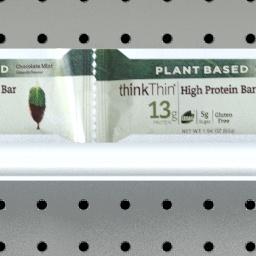 D
Chocolate Mint
Bar
PLANT BASED
thinkThin High Protein Bar
13g
PROTEIN
5g
Sugar
Gluten
Free
NET WT 1.94 OZ (55g)